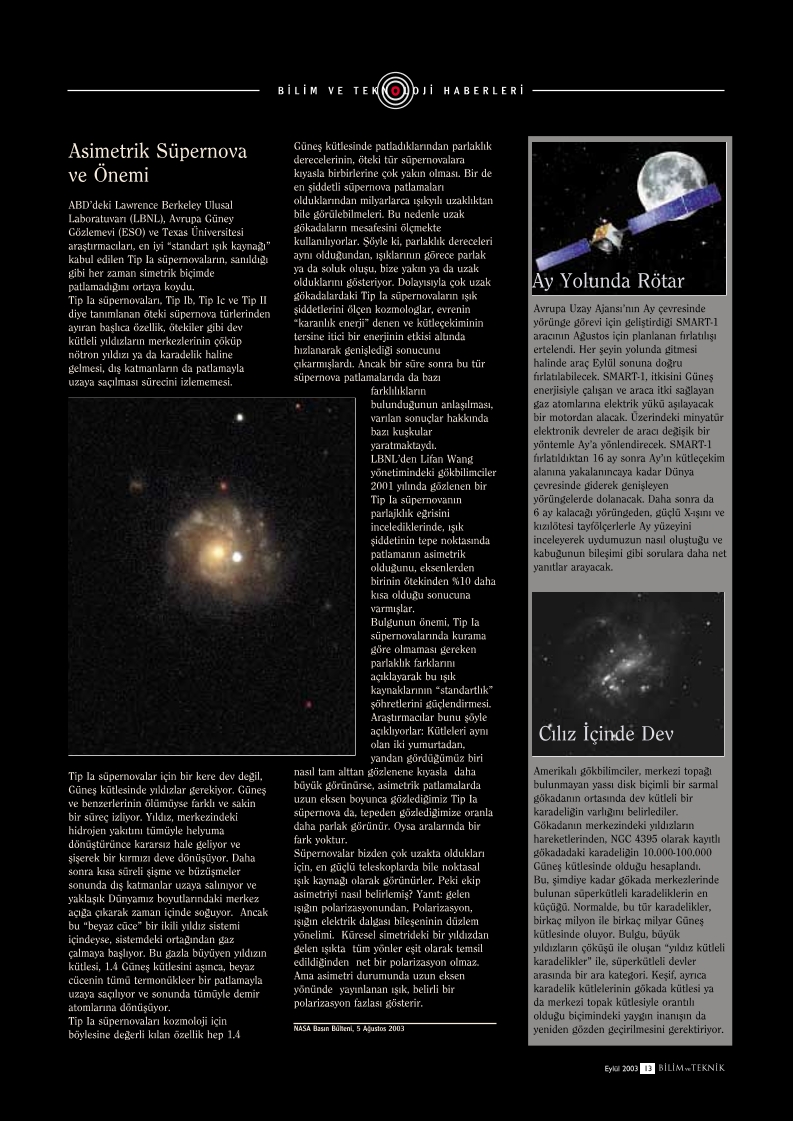 BİLİM VE TEKNOLOJİ HABERLERİ
Asimetrik Süpernova
ve Önemi
ABD'deki Lawrence Berkeley Ulusal
Laboratuvarı (LBNL), Avrupa Güney
Gözlemevi (ESO) ve Texas Üniversitesi
araştırmacıları, en iyi “standart ışık kaynağı”
kabul edilen Tip Ia süpernovaların, sanıldığı
gibi her zaman simetrik biçimde
patlamadığını ortaya koydu.
Tip Ia süpernovaları, Tip Ib, Tip Ic ve Tip II
diye tanımlanan öteki süpernova türlerinden
ayıran başlıca özellik, ötekiler gibi dev
kütleli yıldızların merkezlerinin çöküp
nötron yıldızı ya da karadelik haline
gelmesi, dış katmanların da patlamayla
uzaya saçılması sürecini izlememesi.
Tip Ia süpernovalar için bir kere dev değil,
Güneş kütlesinde yıldızlar gerekiyor. Güneş
ve benzerlerinin ölümüyse farklı ve sakin
bir süreç izliyor. Yıldız, merkezindeki
hidrojen yakıtını tümüyle helyuma
dönüştürünce kararsız hale geliyor ve
şişerek bir kırmızı deve dönüşüyor. Daha
sonra kısa süreli şişme ve büzüşmeler
sonunda dış katmanlar uzaya salınıyor ve
yaklaşık Dünyamız boyutlarındaki merkez
açığa çıkarak zaman içinde soğuyor. Ancak
bu “beyaz cüce” bir ikili yıldız sistemi
içindeyse, sistemdeki ortağından gaz
çalmaya başlıyor. Bu gazla büyüyen yıldızın
kütlesi, 1.4 Güneş kütlesini aşınca, beyaz
cücenin tümü termonükleer bir patlamayla
uzaya saçılıyor ve sonunda tümüyle demir
atomlarına dönüşüyor.
Tip Ia süpernovaları kozmoloji için
böylesine değerli kılan özellik hep 1.4
Güneş kütlesinde patladıklarından parlaklık
derecelerinin, öteki tür süpernovalara
kıyasla birbirlerine çok yakın olması. Bir de
en şiddetli süpernova patlamaları
olduklarından milyarlarca ışıkyılı uzaklıktan
bile görülebilmeleri. Bu nedenle uzak
gökadaların mesafesini ölçmekte
kullanılıyorlar. Şöyle ki, parlaklık dereceleri
aynı olduğundan, ışıklarının görece parlak
ya da soluk oluşu, bize yakın ya da uzak
olduklarını gösteriyor. Dolayısıyla çok uzak
gökadalardaki Tip Ia süpernovaların ışık
şiddetlerini ölçen kozmologlar, evrenin
“karanlık enerji” denen ve kütleçekiminin
tersine itici bir enerjinin etkisi altında
hızlanarak genişlediği sonucunu
çıkarmışlardı. Ancak bir süre sonra bu tür
süpernova patlamalarıda da bazı
farklılıkların
bulunduğunun anlaşılması,
varılan sonuçlar hakkında
bazı kuşkular
yaratmaktaydı.
LBNL'den Lifan Wang
yönetimindeki gökbilimciler
2001 yılında gözlenen bir
Tip Ia süpernovanın
parlajklık eğrisini
incelediklerinde, ışık
şiddetinin tepe noktasında
patlamanın asimetrik
olduğunu, eksenlerden
birinin ötekinden %10 daha
kısa olduğu sonucuna
varmışlar.
Bulgunun önemi, Tip Ia
süpernovalarında kurama
göre olmaması gereken
parlaklık farklarını
açıklayarak bu ışık
kaynaklarının “standartlık”
şöhretlerini güçlendirmesi.
Araştırmacılar bunu şöyle
açıklıyorlar: Kütleleri aynı
olan iki yumurtadan,
yandan gördüğümüz biri
nasıl tam alttan gözlenene kıyasla daha
büyük görünürse, asimetrik patlamalarda
uzun eksen boyunca gözlediğimiz Tip Ia
süpernova da, tepeden gözlediğimize oranla
daha parlak görünür. Oysa aralarında bir
fark yoktur.
Süpernovalar bizden çok uzakta oldukları
için, en güçlü teleskoplarda bile noktasal
ışık kaynağı olarak görünürler. Peki ekip
asimetriyi nasıl belirlemiş? Yanıt: gelen
ışığın polarizasyonundan, Polarizasyon,
ışığın elektrik dalgası bileşeninin düzlem
yönelimi. Küresel simetrideki bir yıldızdan
gelen ışıkta tüm yönler eşit olarak temsil
edildiğinden net bir polarizasyon olmaz.
Ama asimetri durumunda uzun eksen
yönünde yayınlanan ışık, belirli bir
polarizasyon fazlası gösterir.
NASA Basın Bülteni, 5 Ağustos 2003
Ay Yolunda Rötar
Avrupa Uzay Ajansı'nın Ay çevresinde
yörünge görevi için geliştirdiği SMART-1
aracının Ağustos için planlanan fırlatılışı
ertelendi. Her şeyin yolunda gitmesi
halinde araç Eylül sonuna doğru
fırlatılabilecek. SMART-1, itkisini Güneş
enerjisiyle çalışan ve araca itki sağlayan
gaz atomlarına elektrik yükü aşılayacak
bir motordan alacak. Üzerindeki minyatür
elektronik devreler de aracı değişik bir
yöntemle Ay'a yönlendirecek. SMART-1
fırlatıldıktan 16 ay sonra Ay'ın kütleçekim
alanına yakalanıncaya kadar Dünya
çevresinde giderek genişleyen
yörüngelerde dolanacak. Daha sonra da
6 ay kalacağı yörüngeden, güçlü X-ışını ve
kızılötesi tayfölçerlerle Ay yüzeyini
inceleyerek uydumuzun nasıl oluştuğu ve
kabuğunun bileşimi gibi sorulara daha net
yanıtlar arayacak.
Cılız İçinde Dev
Amerikalı gökbilimciler, merkezi topağı
bulunmayan yassı disk biçimli bir sarmal
gökadanın ortasında dev kütleli bir
karadeliğin varlığını belirlediler.
Gökadanın merkezindeki yıldızların
hareketlerinden, NGC 4395 olarak kayıtlı
gökadadaki karadeliğin 10.000-100.000
Güneş kütlesinde olduğu hesaplandı.
Bu, şimdiye kadar gökada merkezlerinde
bulunan süperkütleli karadeliklerin en
küçüğü. Normalde, bu tür karadelikler,
birkaç milyon ile birkaç milyar Güneş
kütlesinde oluyor. Bulgu, büyük
yıldızların çöküşü ile oluşan “yıldız kütleli
karadelikler” ile, süperkütleli devler
arasında bir ara kategori. Keşif, ayrıca
karadelik kütlelerinin gökada kütlesi ya
da merkezi topak kütlesiyle orantılı
olduğu biçimindeki yaygın inanışın da
yeniden gözden geçirilmesini gerektiriyor.
Eylül 2003 13 BİLİM ve TEKNİK